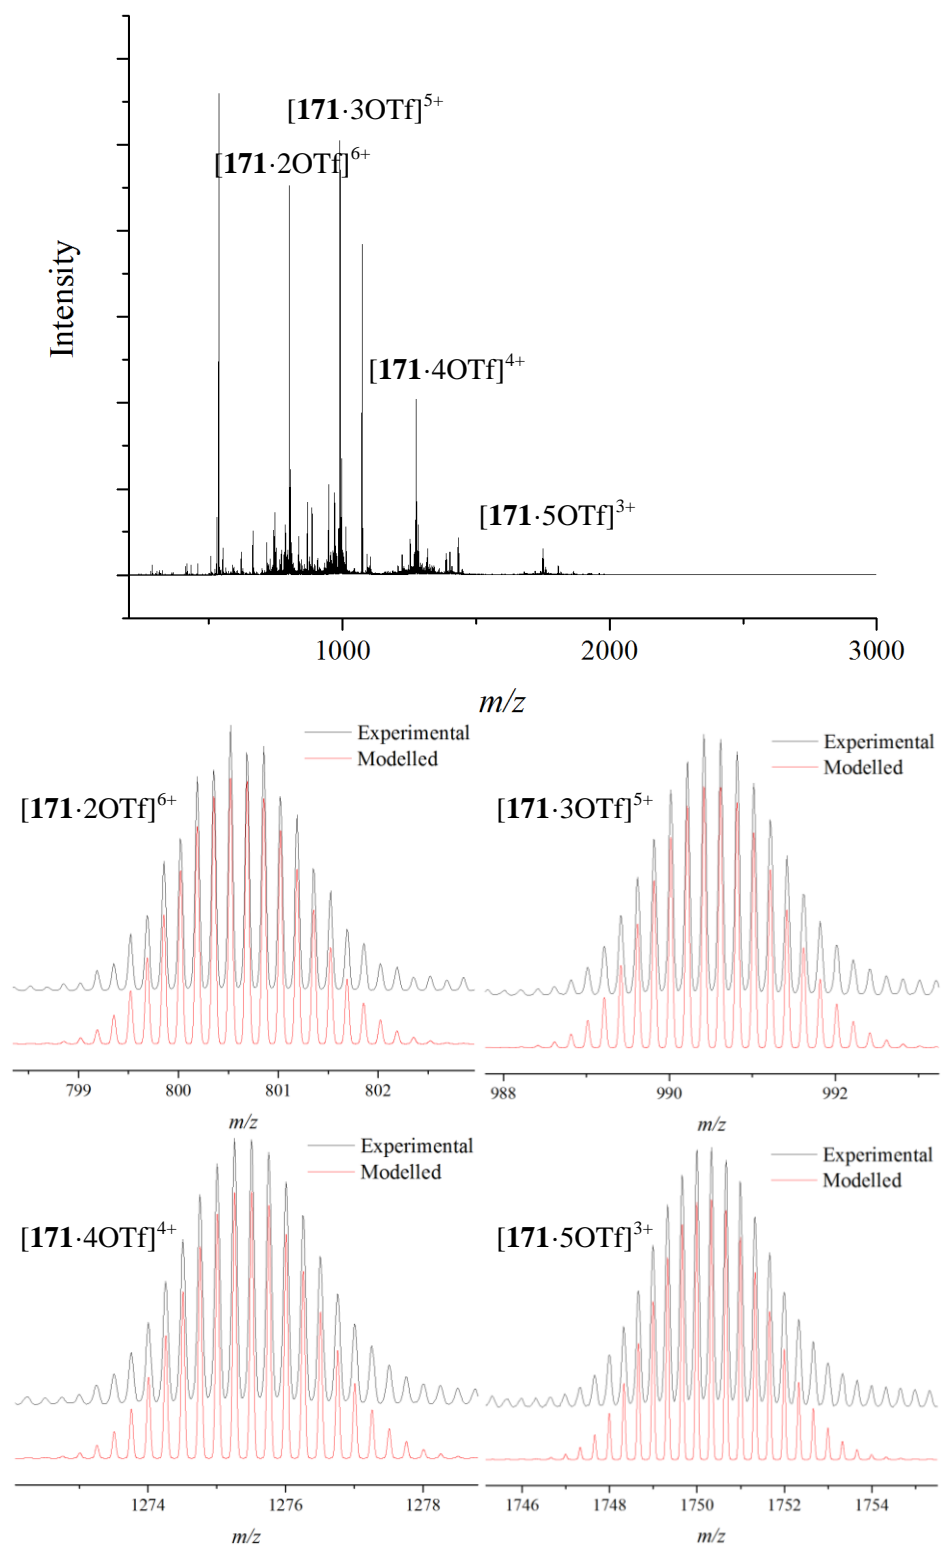 [171·3OTf]5+
[171·2OTf]6+
Intensity
[171·4OTf]4+
[171·5OTf]3+
1000 2000 3000
m/z
Experimental
Modelled
[171·2OTf]6+
799 800 801 802
m/z
Experimental
Modelled
[171·3OTf]5+
988 990 992
m/z
Experimental
Modelled
[171·4OTf]4+
1274 1276 1278
m/z
Experimental
Modelled
[171·5OTf]3+
1746 1748 1750 1752 1754
m/z